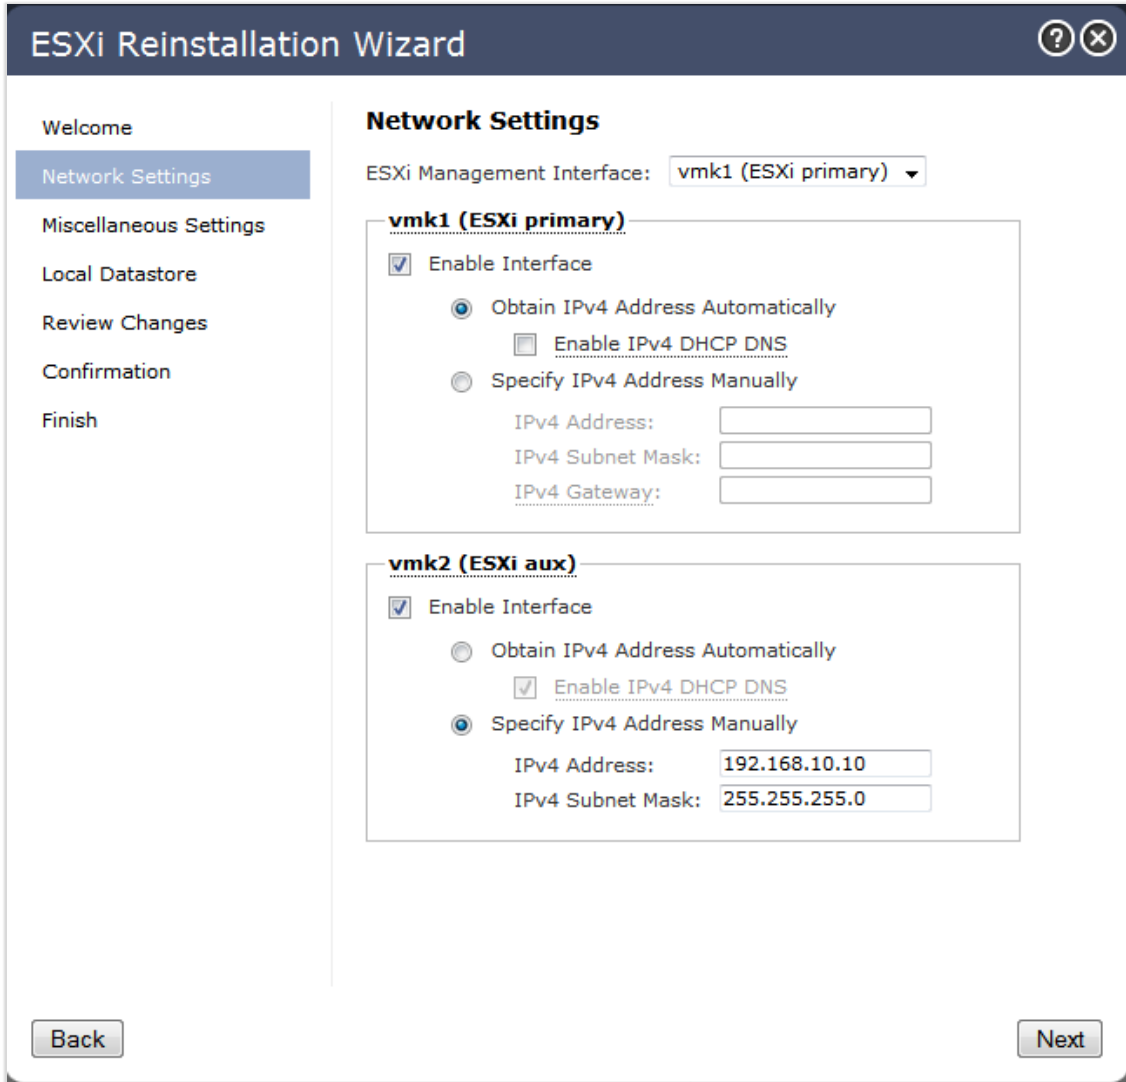 ESXi Reinstallation Wizard
Welcome
Network Settings
Miscellaneous Settings
Local Datastore
Review Changes
Confirmation
Finish
Network Settings
ESXi Management Interface: vmk1 (ESXi primary)
vmk1 (ESXi primary)
Enable Interface
Obtain IPv4 Address Automatically
Enable IPv4 DHCP DNS
Specify IPv4 Address Manually
IPv4 Address:
IPv4 Subnet Mask:
IPv4 Gateway:
vmk2 (ESXi aux)
Enable Interface
Obtain IPv4 Address Automatically
Enable IPv4 DHCP DNS
Specify IPv4 Address Manually
IPv4 Address: 192.168.10.10
IPv4 Subnet Mask: 255.255.255.0
Back
Next